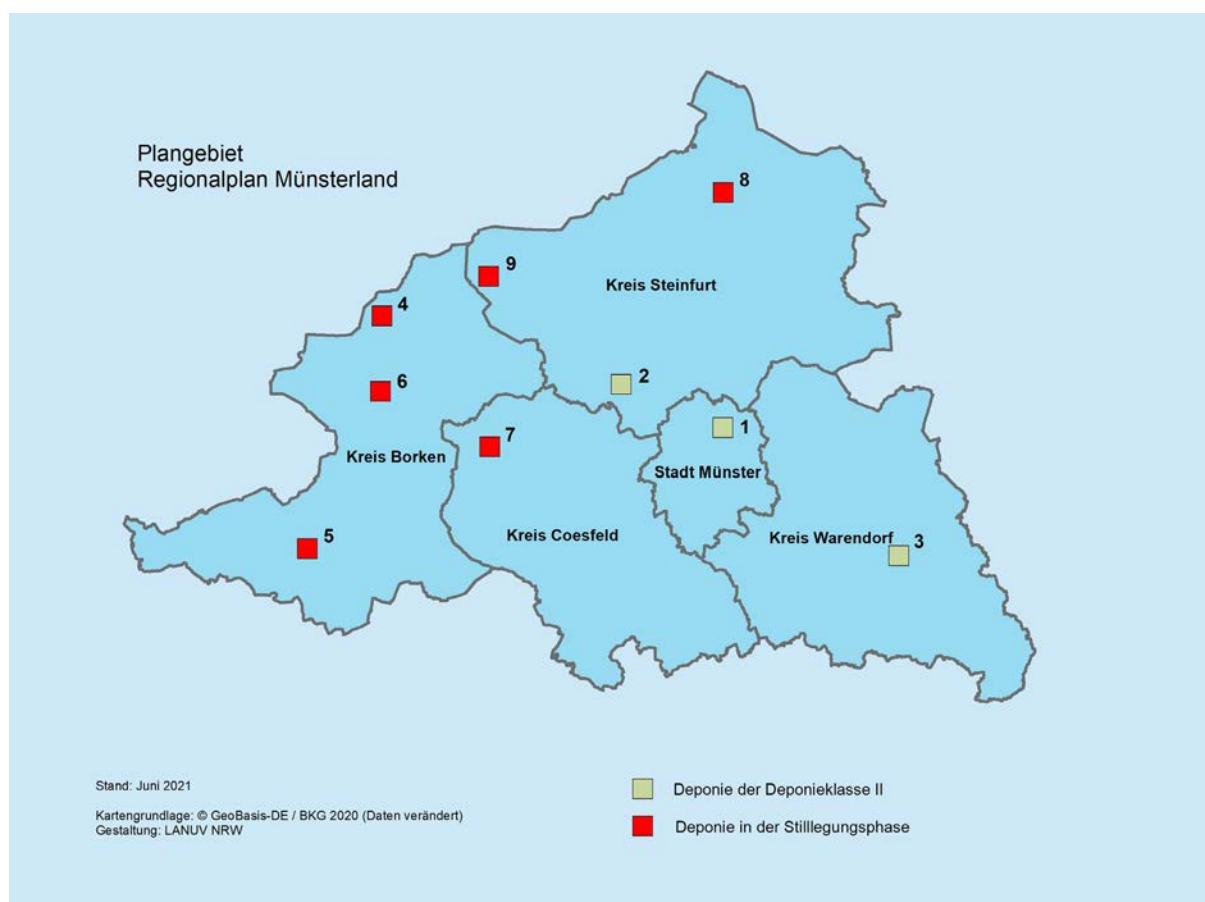 Plangebiet
Regionalplan Münsterland
8
9
Kreis Steinfurt
4
2
6
1
7
Kreis Borken
Stadt Münster
Kreis Coesfeld
Kreis Warendorf
3
5
Stand: Juni 2021
Deponie der Deponieklasse II
Kartengrundlage: © GeoBasis-DE / BKG 2020 (Daten verändert)
Gestaltung: LANUV NRW
Deponie in der Stilllegungsphase